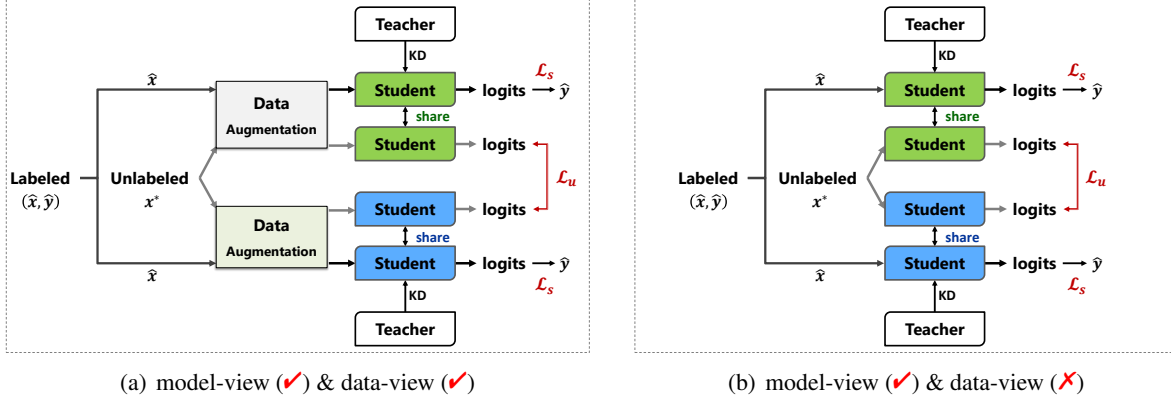 Teacher
KD
x̂
Data
Augmentation
Student
logits
ℒs
ŷ
share
Student
logits
Labeled
(x̂, ŷ)
Unlabeled
x*
ℒu
Data
Augmentation
Student
logits
share
x̂
Student
logits
ŷ
ℒs
KD
Teacher
(a) model-view (✓) & data-view (✓)
Teacher
KD
x̂
Student
logits
ℒs
ŷ
share
Student
logits
Labeled
(x̂, ŷ)
Unlabeled
x*
ℒu
Student
logits
share
x̂
Student
logits
ŷ
ℒs
KD
Teacher
(b) model-view (✓) & data-view (✗)